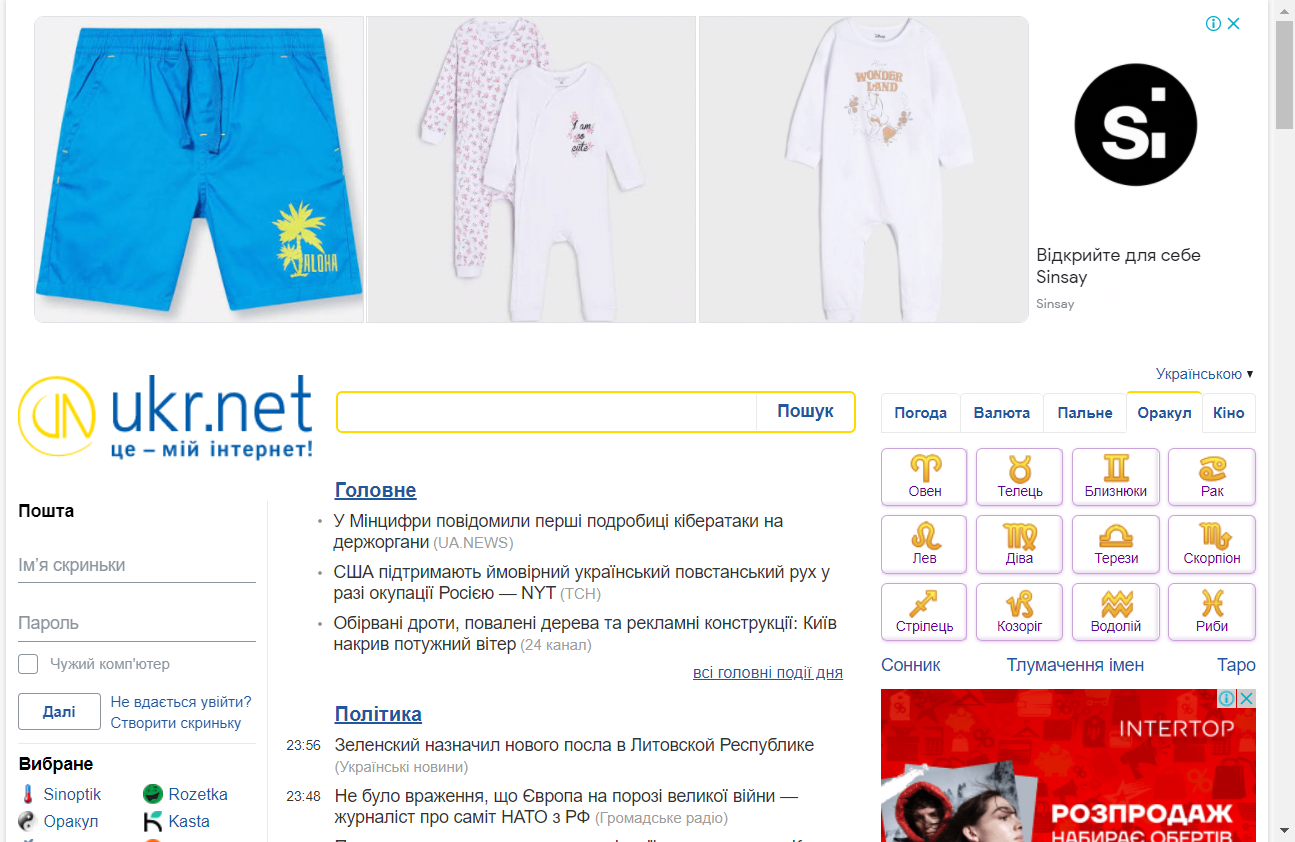 ALOHA
I am
so
cute
Disney
WONDER
LAND
Si
Відкрийте для себе
Sinsay
Sinsay
Українською ▾
ukr.net
це – мій інтернет!
Пошук
Погода
Валюта
Пальне
Оракул
Кіно
Овен
Телець
Близнюки
Рак
Лев
Діва
Терези
Скорпіон
Стрілець
Козоріг
Водолій
Риби
Сонник
Тлумачення імен
Таро
Пошта
Ім'я скриньки
Пароль
Чужий комп'ютер
Далі
Не вдається увійти?
Створити скриньку
Вибране
Sinoptik
Rozetka
Оракул
Kasta
Головне
У Мінцифри повідомили перші подробиці кібератаки на
держоргани (UA.NEWS)
США підтримають ймовірний український повстанський рух у
разі окупації Росією — NYT (ТСН)
Обірвані дроти, повалені дерева та рекламні конструкції: Київ
накрив потужний вітер (24 канал)
всі головні події дня
Політика
23:56 Зеленский назначил нового посла в Литовской Республике
(Українські новини)
23:48 Не було враження, що Європа на порозі великої війни —
журналіст про саміт НАТО з РФ (Громадське радіо)
INTERTOP
РОЗПРОДАЖ
НАБИРАЄ ОБЕРТІВ